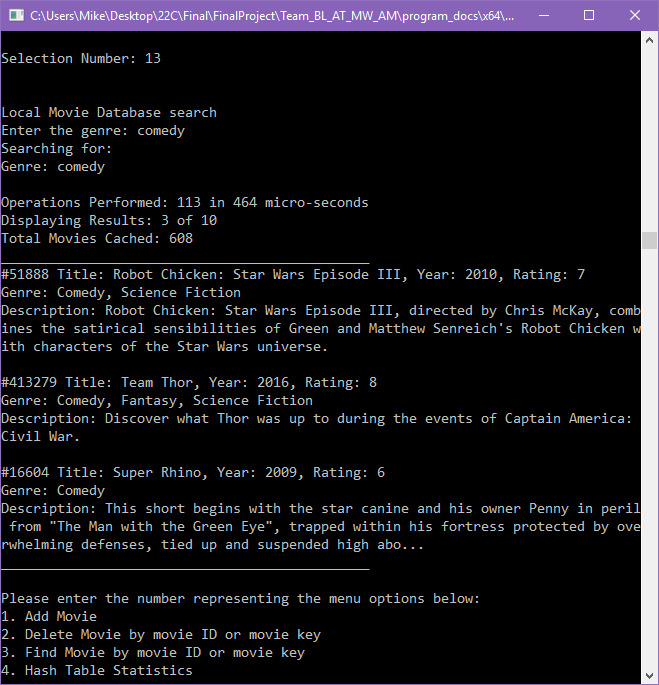 C:\Users\Mike\Desktop\22C\Final\FinalProject\Team_BL_AT_MW_AM\program_docs\x64\...
Selection Number: 13
Local Movie Database search
Enter the genre: comedy
Searching for:
Genre: comedy
Operations Performed: 113 in 464 micro-seconds
Displaying Results: 3 of 10
Total Movies Cached: 608
______________________________________________
#51888 Title: Robot Chicken: Star Wars Episode III, Year: 2010, Rating: 7
Genre: Comedy, Science Fiction
Description: Robot Chicken: Star Wars Episode III, directed by Chris McKay, comb
ines the satirical sensibilities of Green and Matthew Senreich's Robot Chicken w
ith characters of the Star Wars universe.
#413279 Title: Team Thor, Year: 2016, Rating: 8
Genre: Comedy, Fantasy, Science Fiction
Description: Discover what Thor was up to during the events of Captain America:
Civil War.
#16604 Title: Super Rhino, Year: 2009, Rating: 6
Genre: Comedy
Description: This short begins with the star canine and his owner Penny in peril
 from "The Man with the Green Eye", trapped within his fortress protected by ove
rwhelming defenses, tied up and suspended high abo...
______________________________________________
Please enter the number representing the menu options below:
1. Add Movie
2. Delete Movie by movie ID or movie key
3. Find Movie by movie ID or movie key
4. Hash Table Statistics